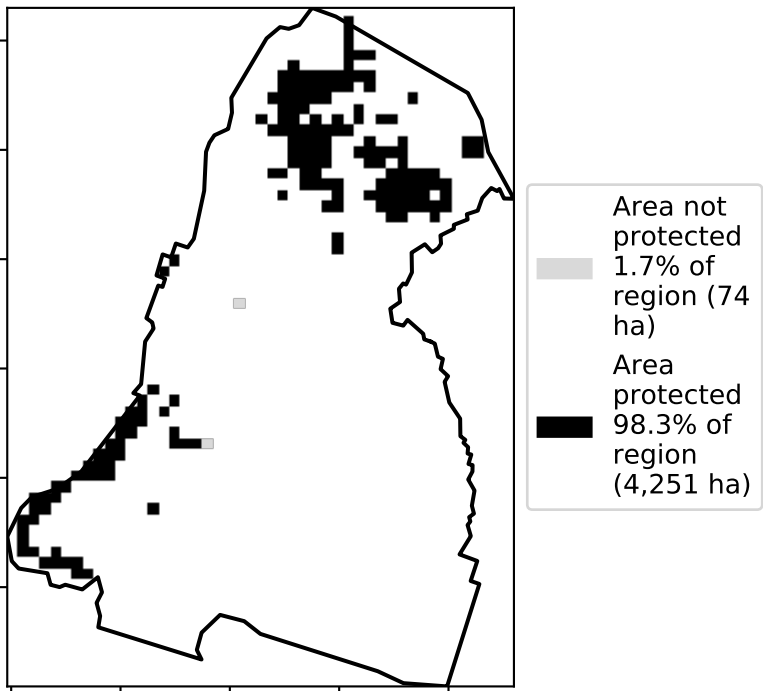 Area not
protected
1.7% of
region (74
ha)
Area
protected
98.3% of
region
(4,251 ha)